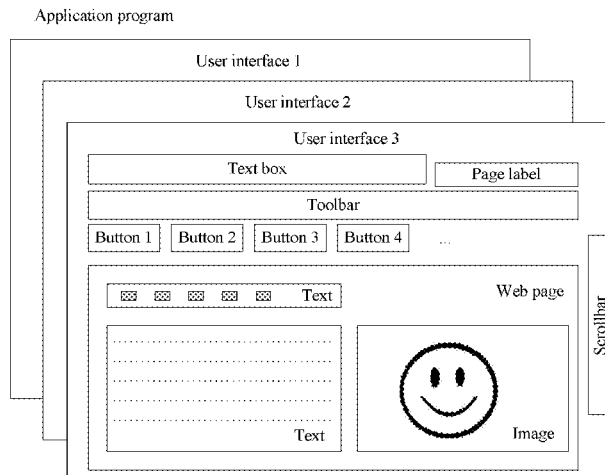 Application program
User interface 1
User interface 2
User interface 3
Text box
Page label
Toolbar
Button 1
Button 2
Button 3
Button 4
...
Web page
Text
Text
Image
Scrollbar